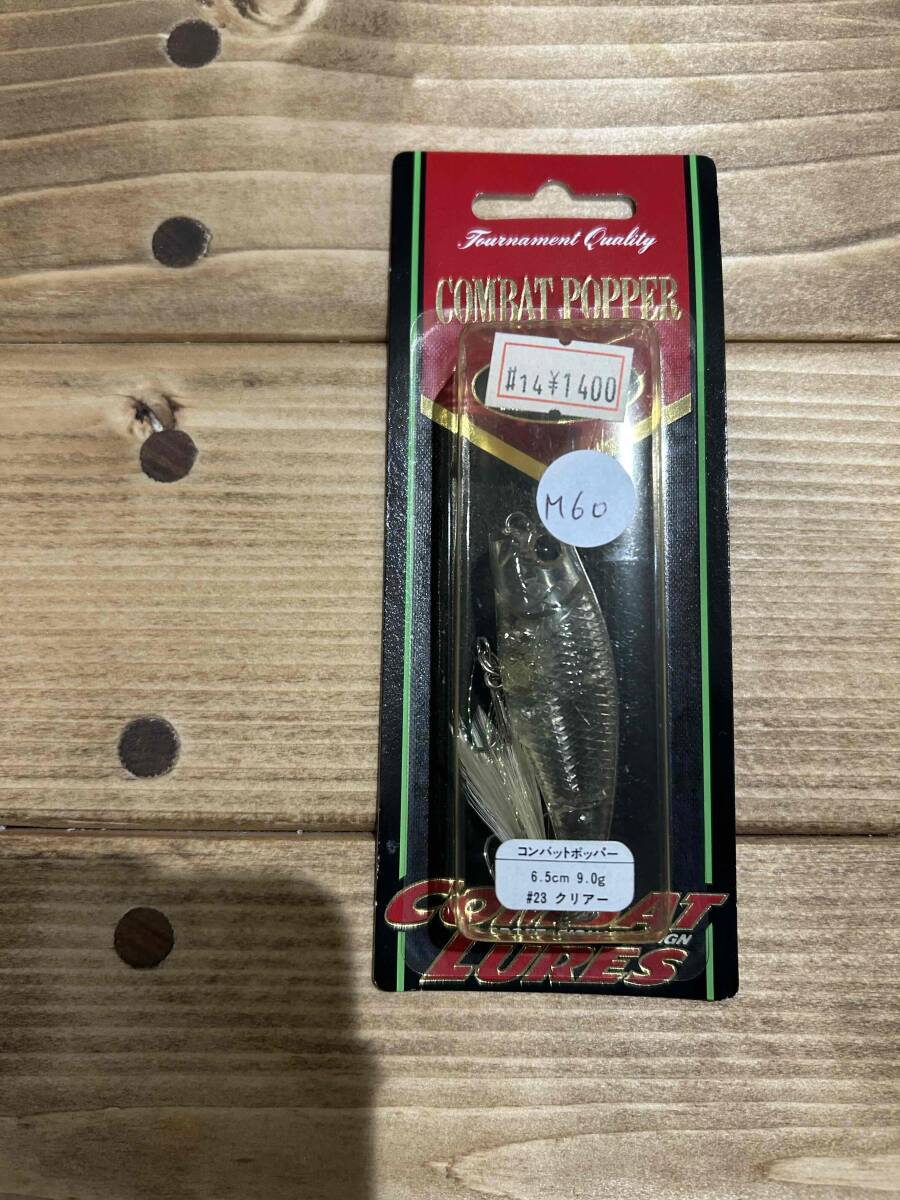 Tournament Quality
COMBAT POPPER
#14¥1400
M60
コンバットポッパー
6.5cm 9.0g
#23 クリアー
COMBAT
LURES